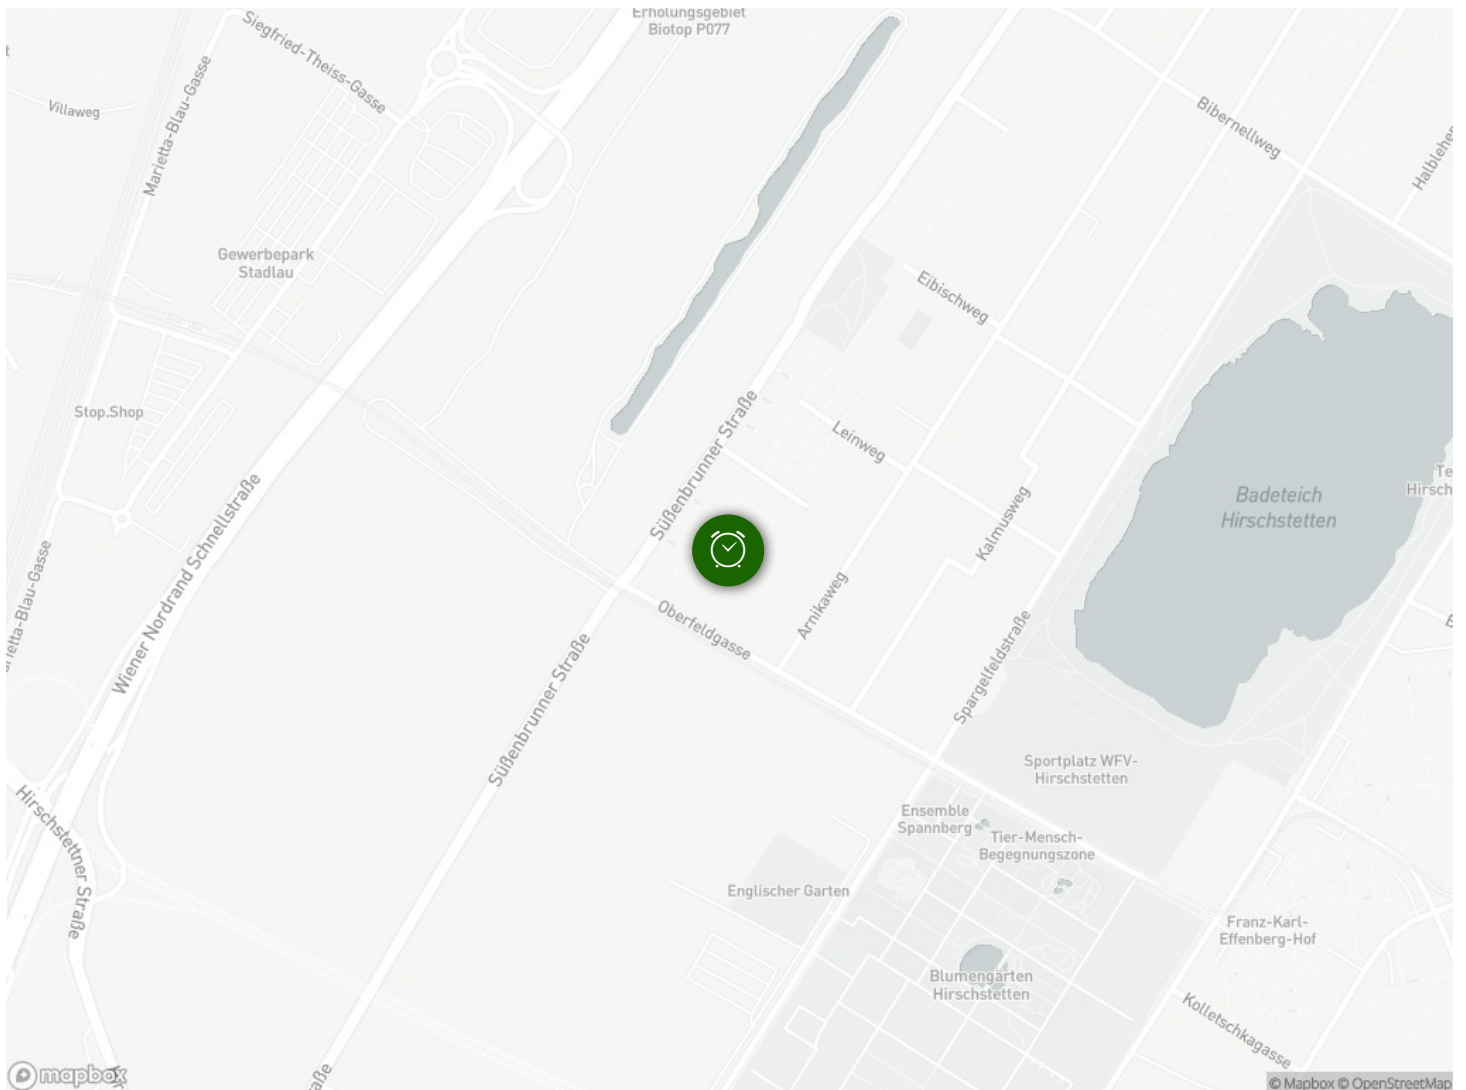 Erholungsgebiet
Biotop P077
Siegfried-Theiss-Gasse
Marietta-Blau-Gasse
Villaweg
Bibernellweg
Gewerbepark
Stadlau
Eibischweg
Stop.Shop
Leinweg
Süßenbrunner Straße
Badeteich
Hirschstetten
Kalmusweg
Wiener Nordrand Schnellstraße
Arnikaweg
Oberfeldgasse
Spargelfeldstraße
Süßenbrunner Straße
Sportplatz WFV-
Hirschstetten
Hirschstettner Straße
Ensemble
Spannberg
Tier-Mensch-
Begegnungszone
Englischer Garten
Franz-Karl-
Effenberg-Hof
Blumengärten
Hirschstetten
Kolletschkagasse
mapbox
© Mapbox © OpenStreetMap